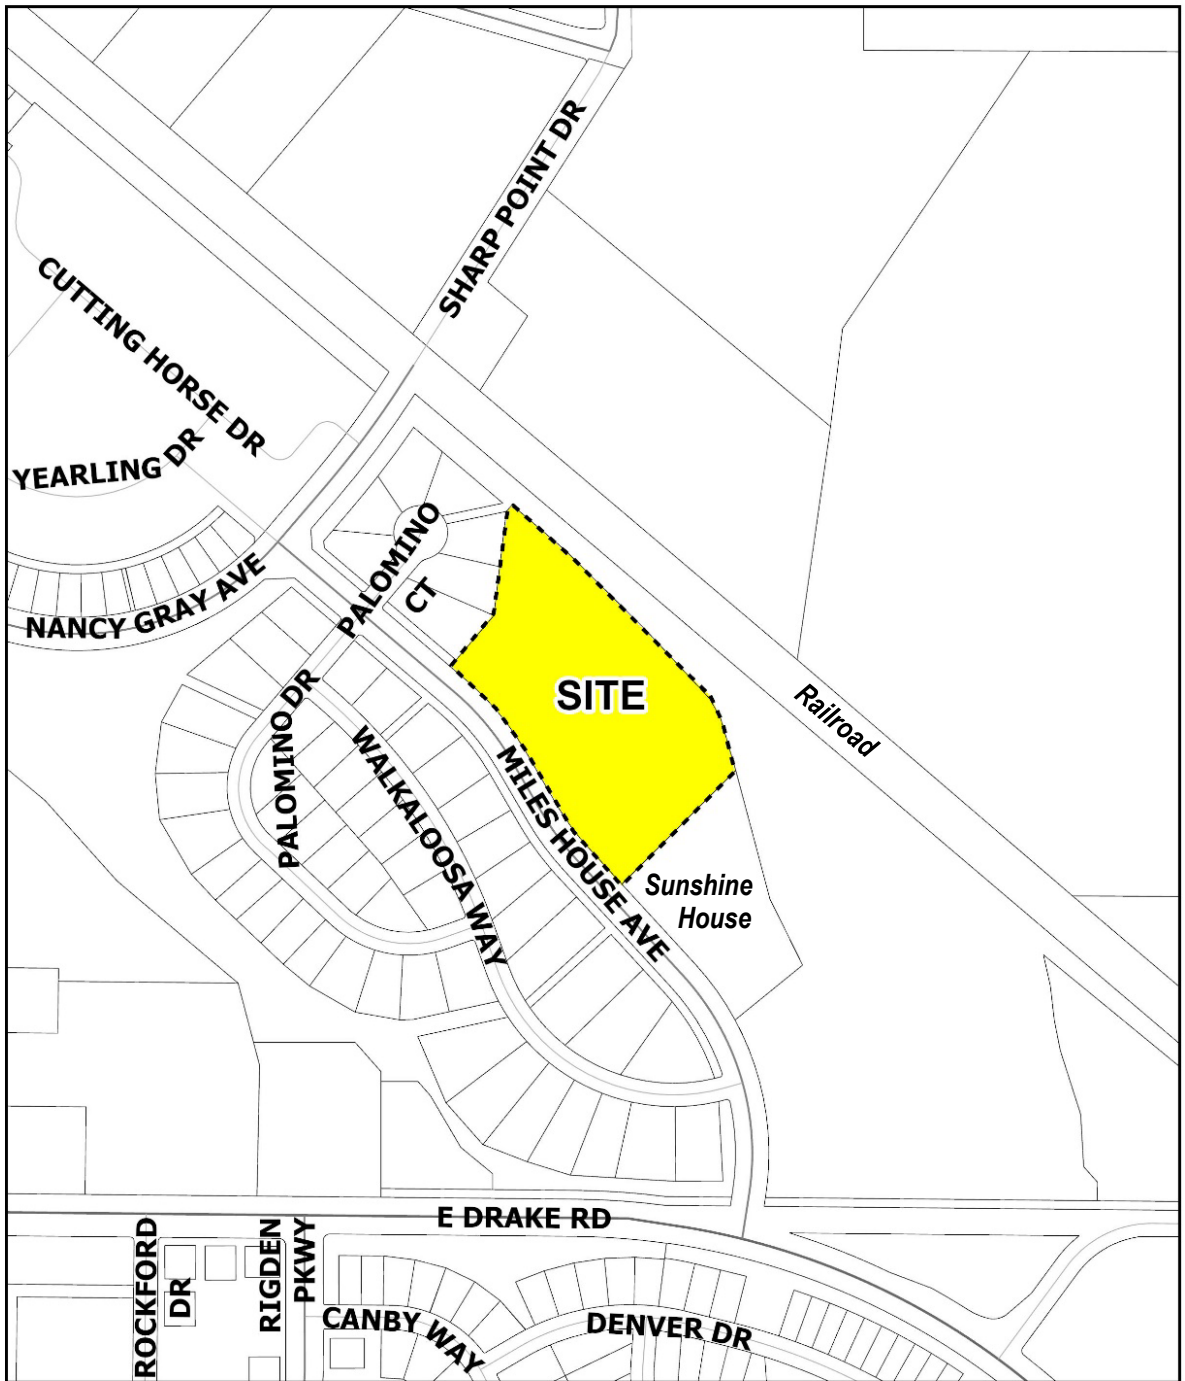 SHARP POINT DR
CUTTING HORSE DR
YEARLING DR
PALOMINO
CT
NANCY GRAY AVE
SITE
PALOMINO DR
Railroad
WALKALOOSA WAY
MILES HOUSE AVE
Sunshine
House
E DRAKE RD
ROCKFORD
DR
RIGDEN
PKWY
CANBY WAY
DENVER DR